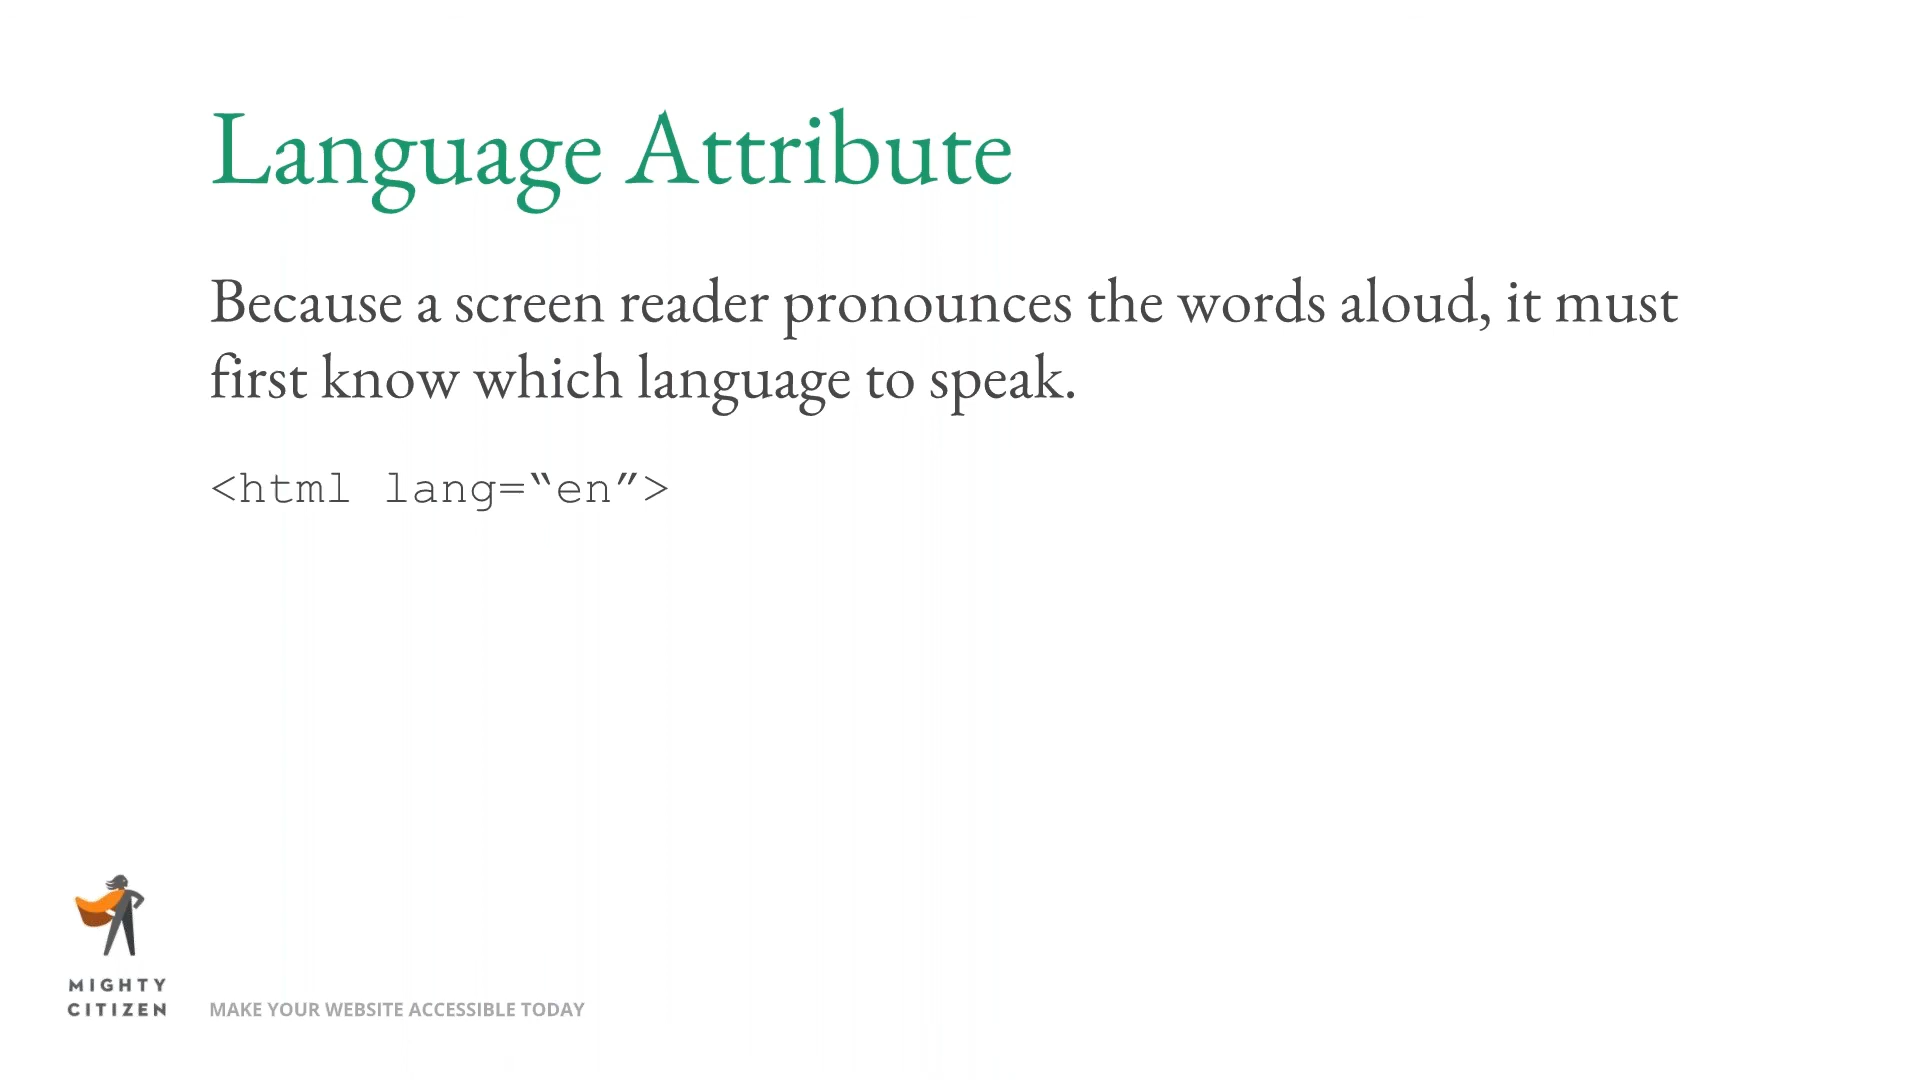 Language Attribute
Because a screen reader pronounces the words aloud, it must
first know which language to speak.
<html lang=“en”>
MIGHTY
CITIZEN
MAKE YOUR WEBSITE ACCESSIBLE TODAY